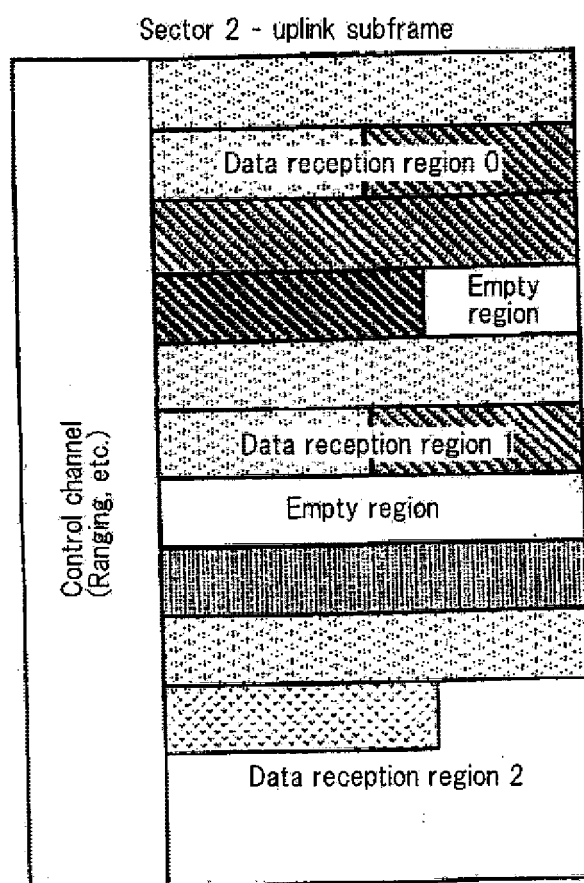 Sector 2 - uplink subframe
Data reception region 0
Empty
region
Data reception region 1
Empty region
Control channel
(Ranging, etc.)
Data reception region 2